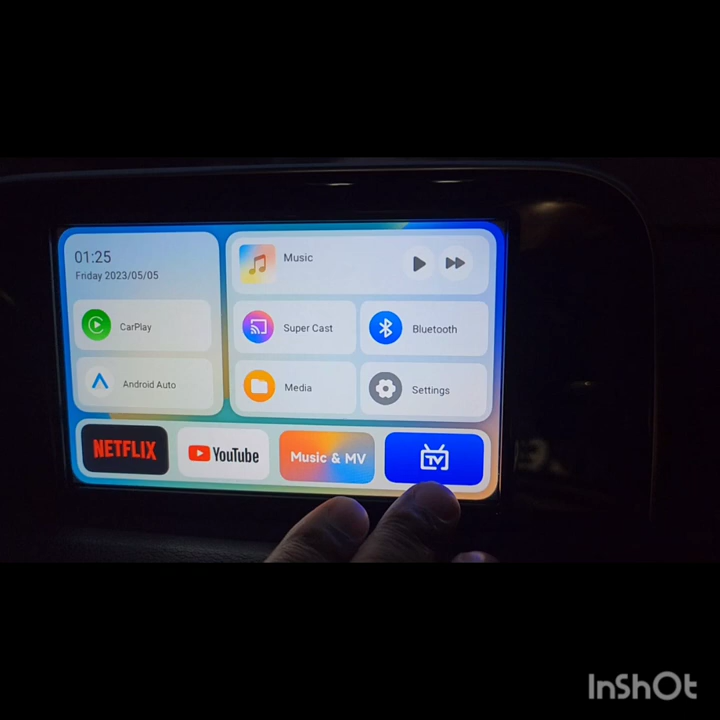 01:25
Friday 2023/05/05
Music
CarPlay
Super Cast
Bluetooth
Android Auto
Media
Settings
NETFLIX
YouTube
Music & MV
TV
InShOt